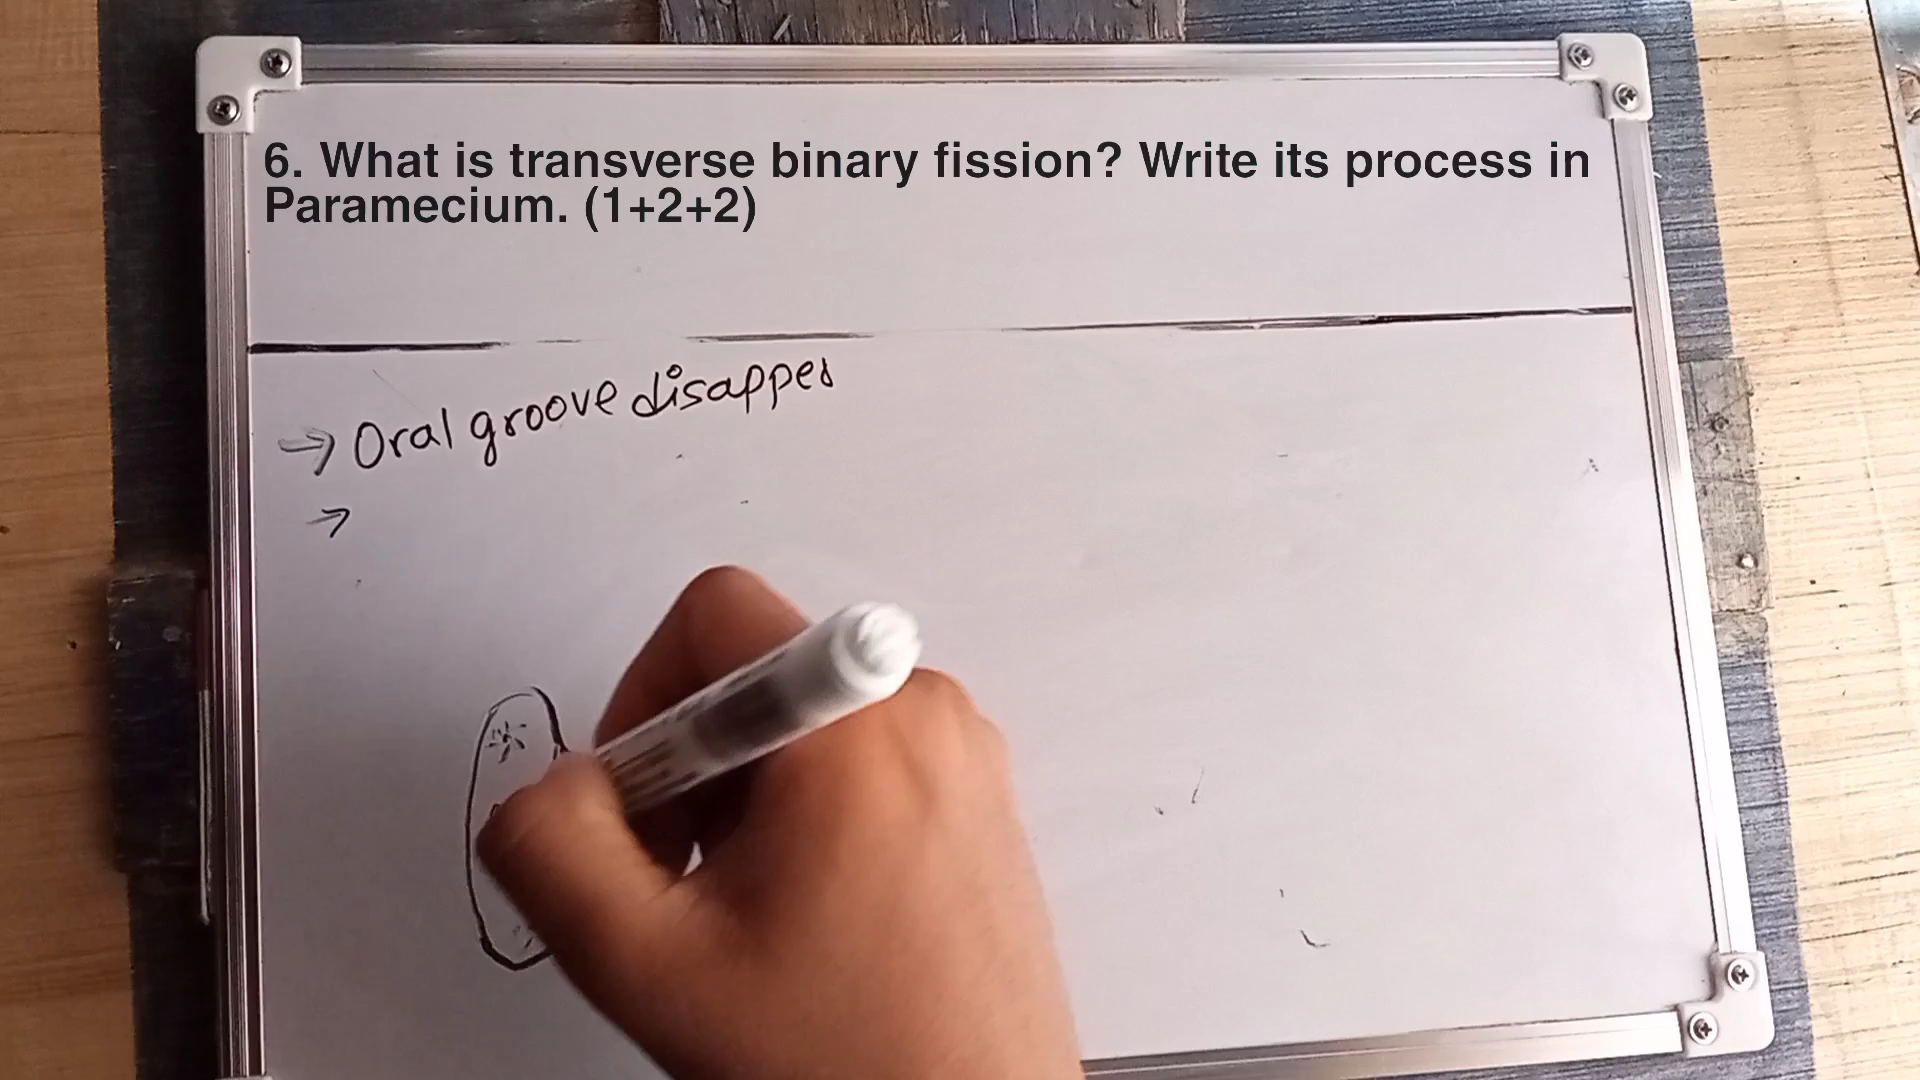 6. What is transverse binary fission? Write its process in
Paramecium. (1+2+2)
→ Oral groove disappes
→